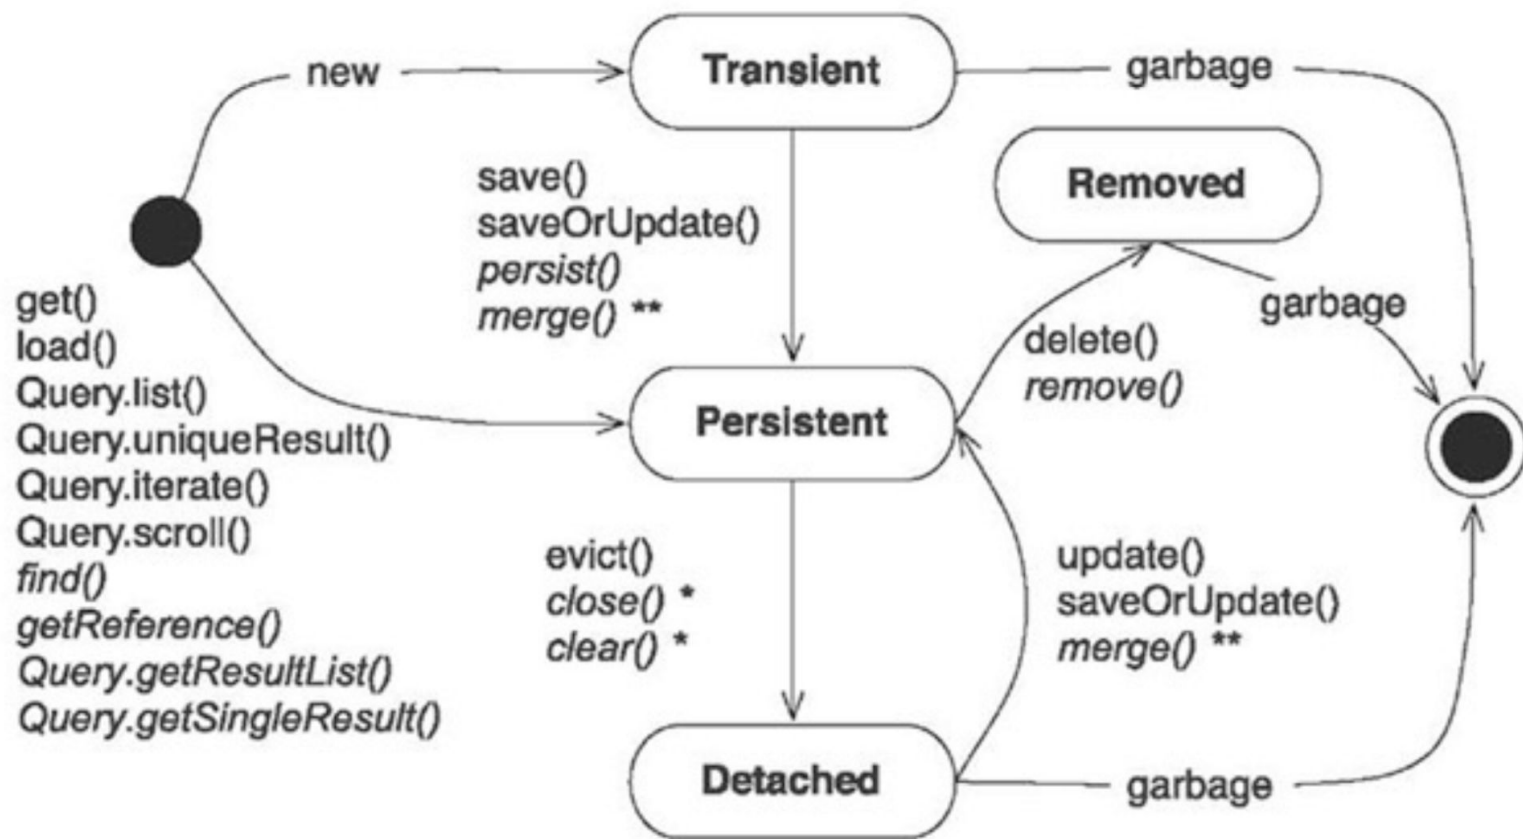 new
Transient
garbage
Removed
save()
saveOrUpdate()
persist()
merge() **
garbage
get()
load()
Query.list()
Query.uniqueResult()
Query.iterate()
Query.scroll()
find()
getReference()
Query.getResultList()
Query.getSingleResult()
delete()
remove()
Persistent
evict()
close() *
clear() *
update()
saveOrUpdate()
merge() **
Detached
garbage